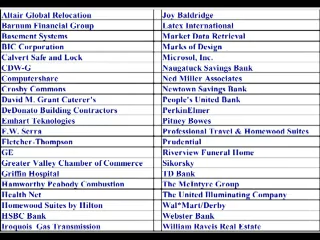 Altair Global Relocation
Barnum Financial Group
Basement Systems
BIC Corporation
Calvert Safe and Lock
CDW-G
Computershare
Crosby Commons
David M. Grant Caterer's
DeDonato Building Contractors
Emhart Teknologies
F.W. Serra
Fletcher-Thompson
GE
Greater Valley Chamber of Commerce
Griffin Hospital
Hamworthy Peabody Combustion
Health Net
Homewood Suites by Hilton
HSBC Bank
Iroquois Gas Transmission
Joy Baldridge
Latex International
Market Data Retrieval
Marks of Design
Microsol, Inc.
Naugatuck Savings Bank
Ned Miller Associates
Newtown Savings Bank
People's United Bank
PerkinElmer
Pitney Bowes
Professional Travel & Homewood Suites
Prudential
Riverview Funeral Home
Sikorsky
TD Bank
The McIntyre Group
The United Illuminating Company
Wal*Mart/Derby
Webster Bank
William Raveis Real Estate